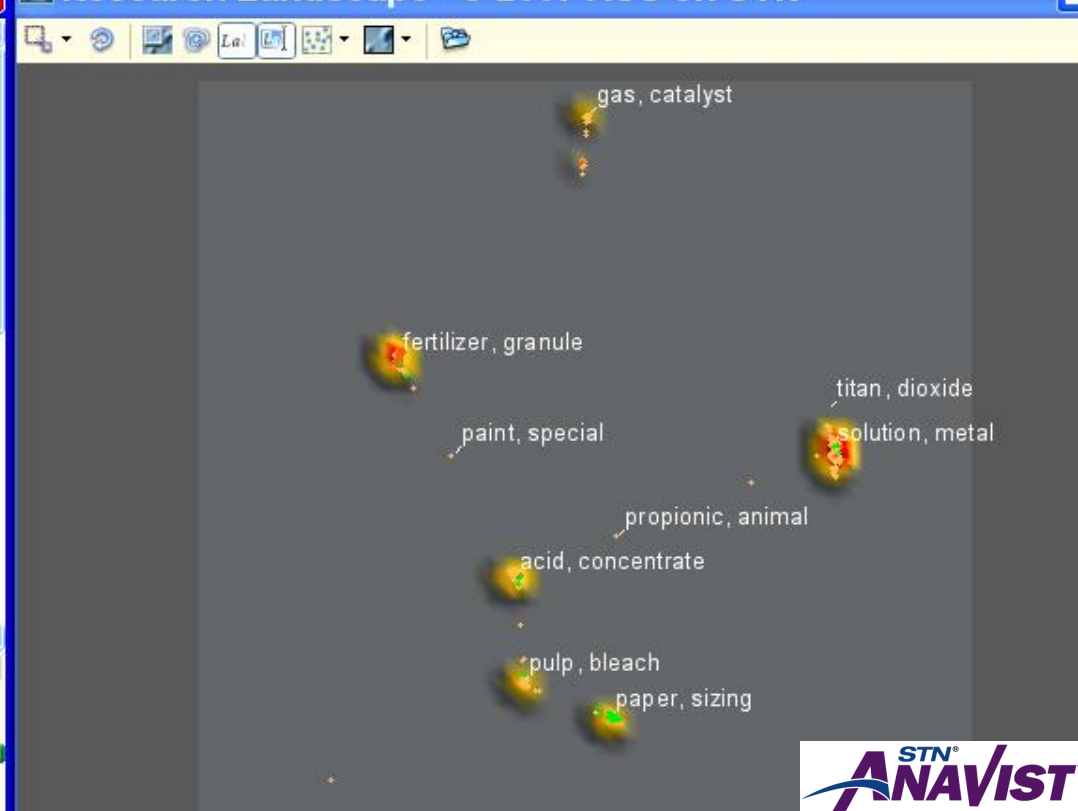 La
gas, catalyst
fertilizer, granule
titan, dioxide
paint, special
solution, metal
propionic, animal
acid, concentrate
pulp, bleach
paper, sizing
STN®
ANAVIST